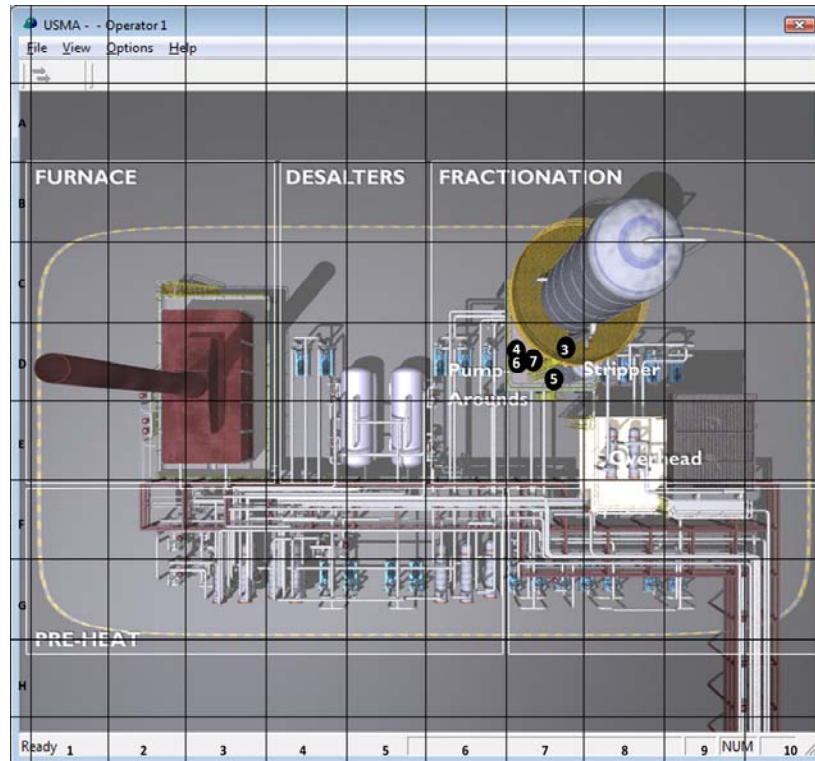 USMA - - Operator 1
File View Options Help
A
FURNACE DESALTERS FRACTIONATION
B
C
4 3
D 6 7 Pump- Stripper
5
Arounds
E Overhead
F
G
PRE-HEAT
H
Ready 1 2 3 4 5 6 7 8 9 NUM 10